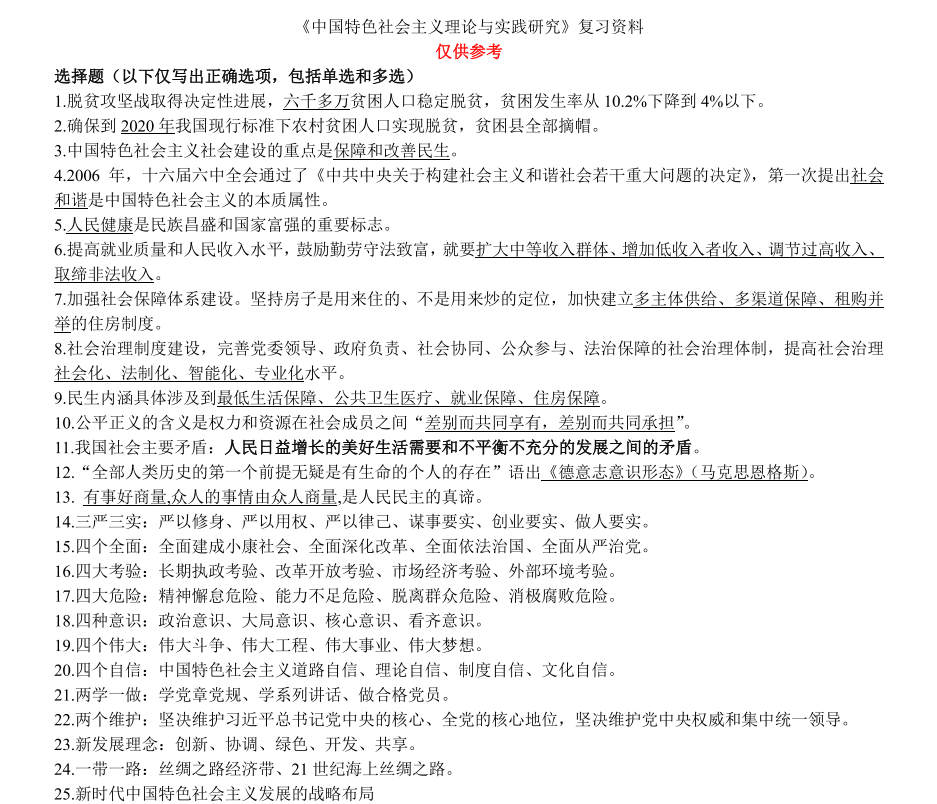 《中国特色社会主义理论与实践研究》复习资料
仅供参考
选择题（以下仅写出正确选项，包括单选和多选）
1.脱贫攻坚战取得决定性进展，六千多万贫困人口稳定脱贫，贫困发生率从 10.2%下降到 4%以下。
2.确保到 2020 年我国现行标准下农村贫困人口实现脱贫，贫困县全部摘帽。
3.中国特色社会主义社会建设的重点是保障和改善民生。
4.2006 年，十六届六中全会通过了《中共中央关于构建社会主义和谐社会若干重大问题的决定》，第一次提出社会
和谐是中国特色社会主义的本质属性。
5.人民健康是民族昌盛和国家富强的重要标志。
6.提高就业质量和人民收入水平，鼓励勤劳守法致富，就要扩大中等收入群体、增加低收入者收入、调节过高收入、
取缔非法收入。
7.加强社会保障体系建设。坚持房子是用来住的、不是用来炒的定位，加快建立多主体供给、多渠道保障、租购并
举的住房制度。
8.社会治理制度建设，完善党委领导、政府负责、社会协同、公众参与、法治保障的社会治理体制，提高社会治理
社会化、法制化、智能化、专业化水平。
9.民生内涵具体涉及到最低生活保障、公共卫生医疗、就业保障、住房保障。
10.公平正义的含义是权力和资源在社会成员之间“差别而共同享有，差别而共同承担”。
11.我国社会主要矛盾：人民日益增长的美好生活需要和不平衡不充分的发展之间的矛盾。
12.“全部人类历史的第一个前提无疑是有生命的个人的存在”语出《德意志意识形态》（马克思恩格斯）。
13. 有事好商量,众人的事情由众人商量,是人民民主的真谛。
14.三严三实：严以修身、严以用权、严以律己、谋事要实、创业要实、做人要实。
15.四个全面：全面建成小康社会、全面深化改革、全面依法治国、全面从严治党。
16.四大考验：长期执政考验、改革开放考验、市场经济考验、外部环境考验。
17.四大危险：精神懈怠危险、能力不足危险、脱离群众危险、消极腐败危险。
18.四种意识：政治意识、大局意识、核心意识、看齐意识。
19.四个伟大：伟大斗争、伟大工程、伟大事业、伟大梦想。
20.四个自信：中国特色社会主义道路自信、理论自信、制度自信、文化自信。
21.两学一做：学党章党规、学系列讲话、做合格党员。
22.两个维护：坚决维护习近平总书记党中央的核心、全党的核心地位，坚决维护党中央权威和集中统一领导。
23.新发展理念：创新、协调、绿色、开发、共享。
24.一带一路：丝绸之路经济带、21 世纪海上丝绸之路。
25.新时代中国特色社会主义发展的战略布局